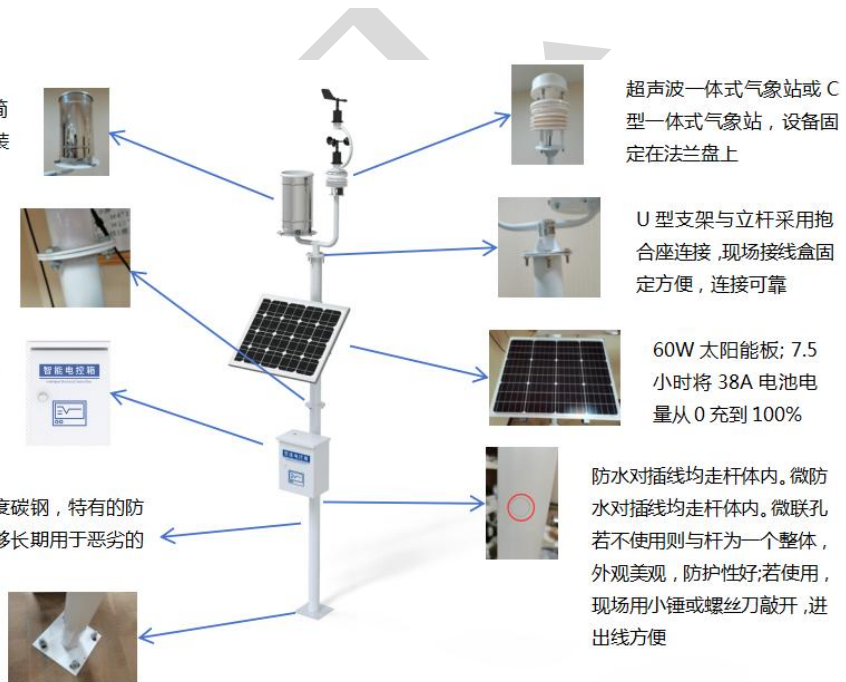 超声波一体式气象站或 C
型一体式气象站，设备固
定在法兰盘上
U 型支架与立杆采用抱
合座连接 ,现场接线盒固
定方便，连接可靠
60W 太阳能板; 7.5
小时将 38A 电池电
量从 0 充到 100%
防水对插线均走杆体内。微防
水对插线均走杆体内。微联孔
若不使用则与杆为一个整体，
外观美观，防护性好;若使用，
现场用小锤或螺丝刀敲开 ,进
出线方便
智能电控箱
碳钢，特有的防
长期用于恶劣的